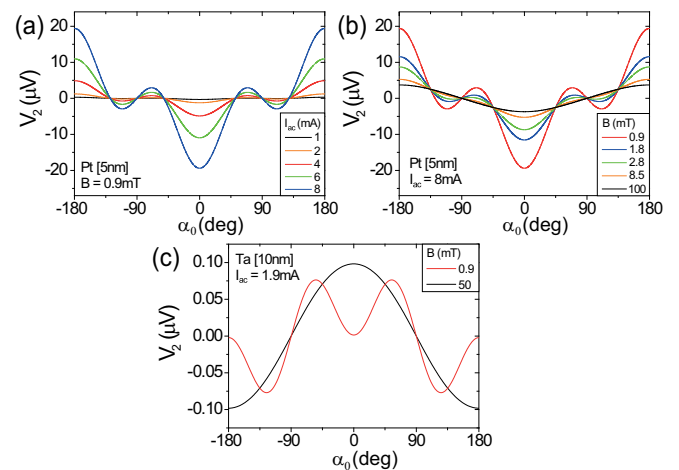 (a)
20
10
0
-10
-20
V₂ (µV)
Pt [5nm]
B = 0.9mT
I_ac (mA)
1
2
4
6
8
-180 -90 0 90 180
α₀(deg)
(b)
20
10
0
-10
-20
V₂ (µV)
Pt [5nm]
I_ac = 8mA
B (mT)
0.9
1.8
2.8
8.5
100
-180 -90 0 90 180
α₀(deg)
(c)
0.10
0.05
0.00
-0.05
-0.10
V₂ (µV)
Ta [10nm]
I_ac = 1.9mA
B (mT)
0.9
50
-180 -90 0 90 180
α₀(deg)